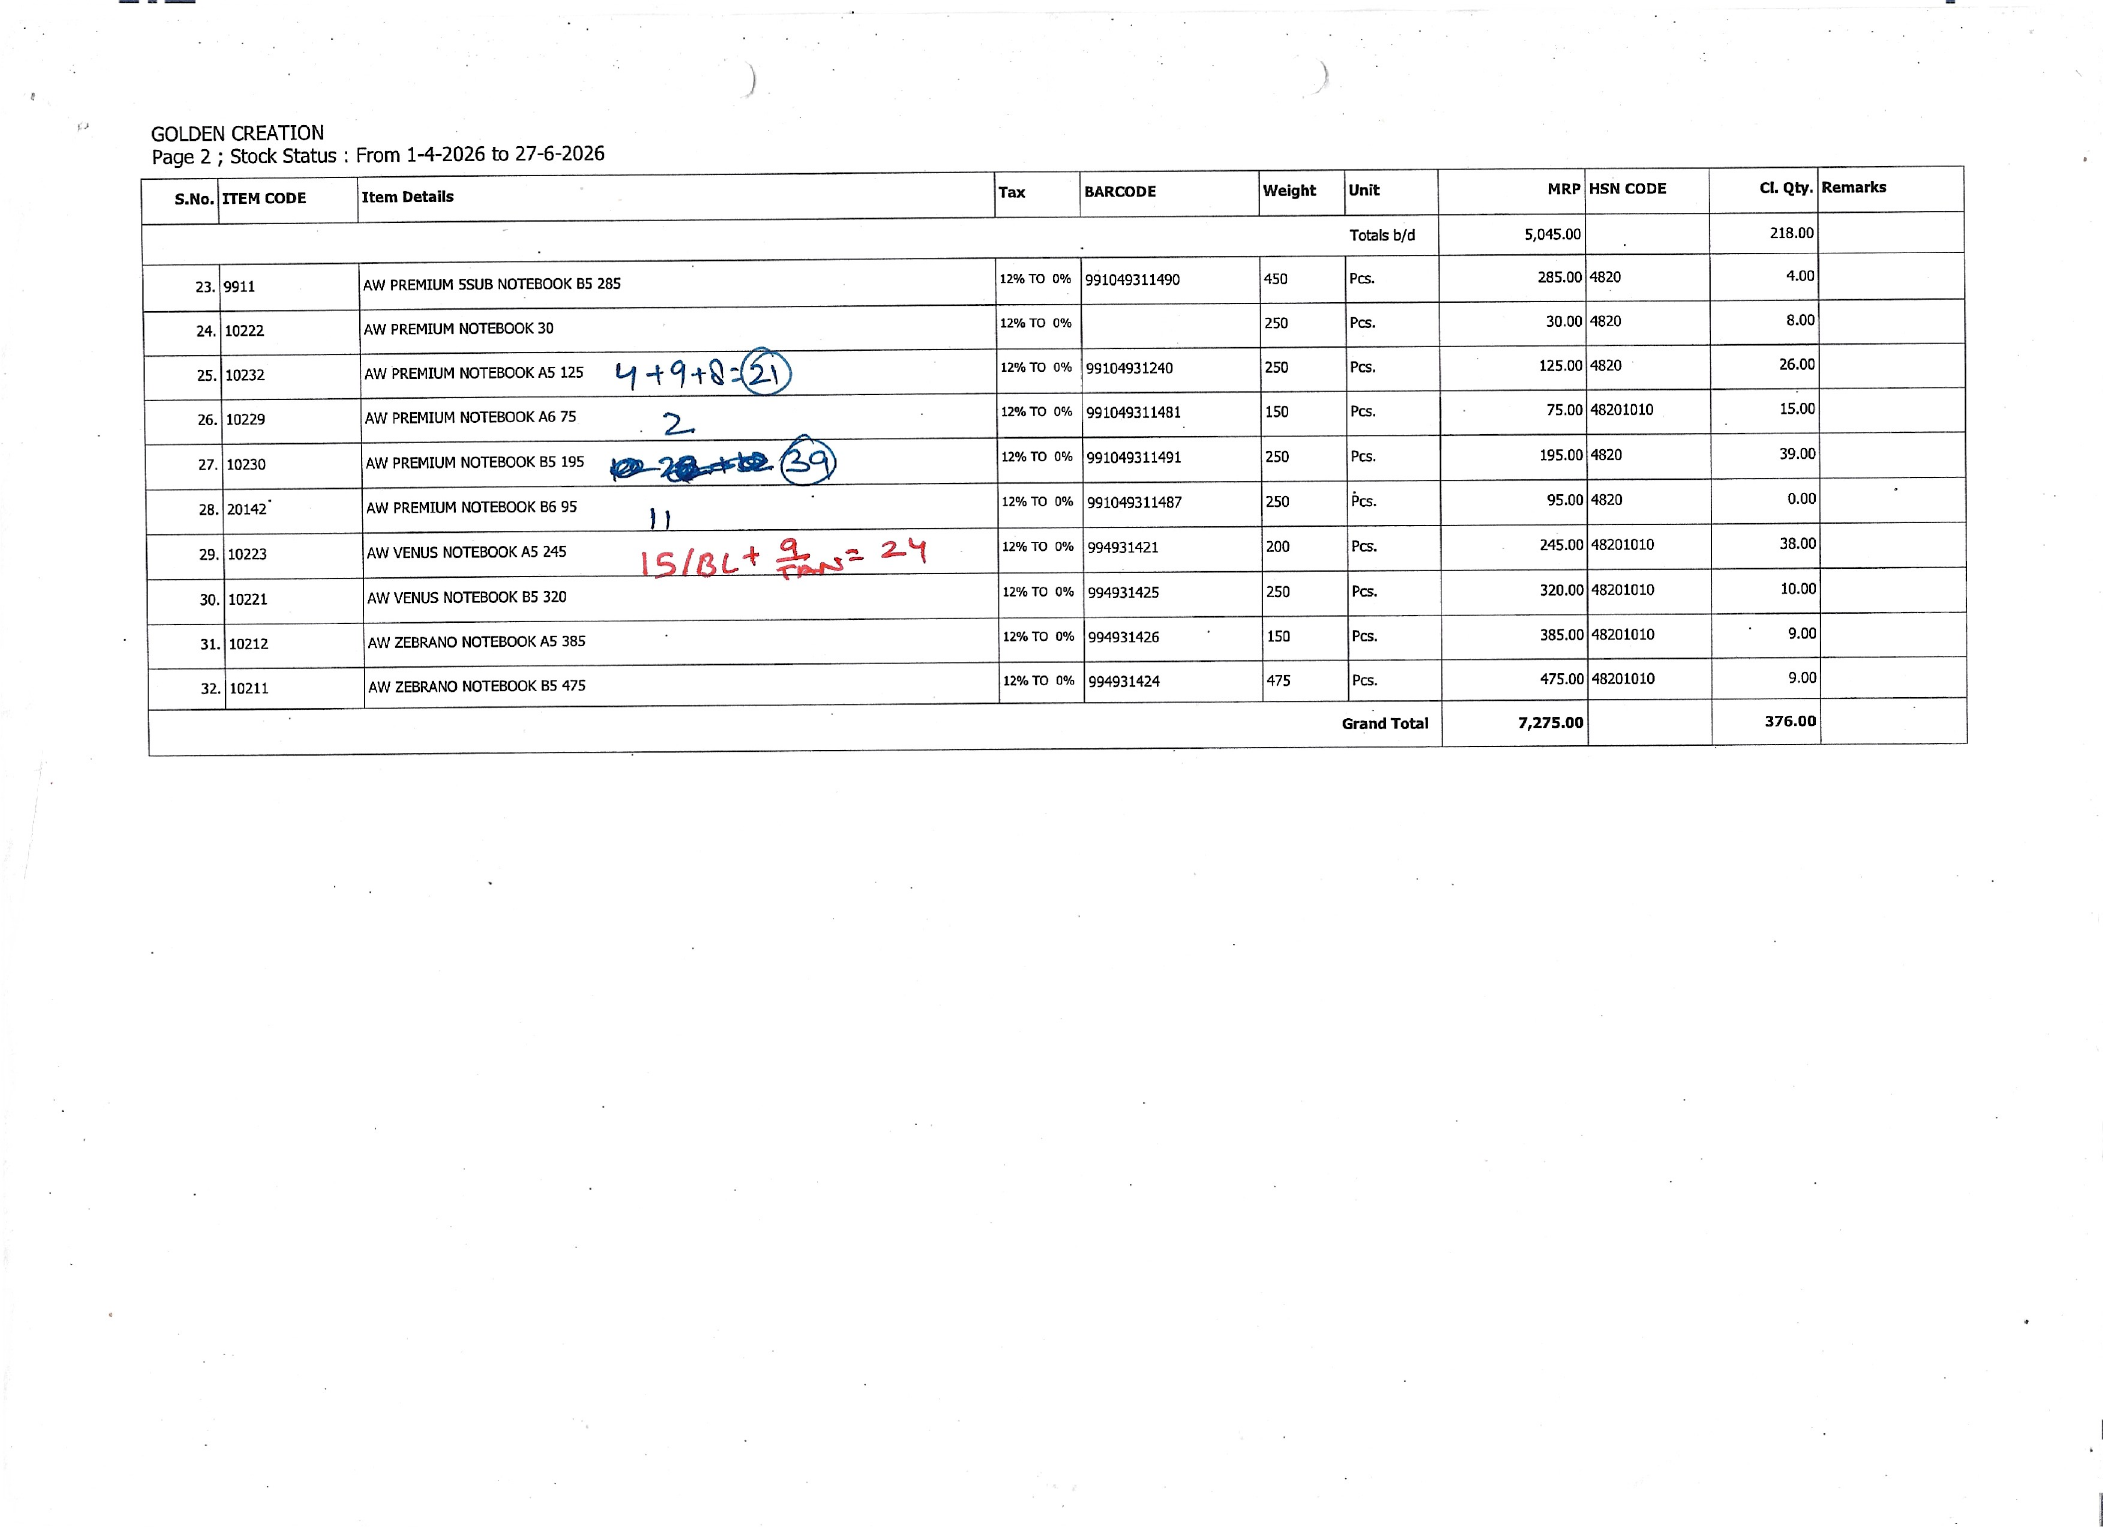 GOLDEN CREATION
Page 2 ; Stock Status : From 1-4-2026 to 27-6-2026
S.No. ITEM CODE Item Details Tax BARCODE Weight Unit MRP HSN CODE Cl. Qty. Remarks
Totals b/d 5,045.00 218.00
23. 9911 AW PREMIUM 5SUB NOTEBOOK B5 285 12% TO 0% 991049311490 450 Pcs. 285.00 4820 4.00
24. 10222 AW PREMIUM NOTEBOOK 30 12% TO 0% 250 Pcs. 30.00 4820 8.00
25. 10232 AW PREMIUM NOTEBOOK A5 125 4+9+8=21 12% TO 0% 99104931240 250 Pcs. 125.00 4820 26.00
26. 10229 AW PREMIUM NOTEBOOK A6 75 2 12% TO 0% 991049311481 150 Pcs. 75.00 48201010 15.00
27. 10230 AW PREMIUM NOTEBOOK B5 195 39 12% TO 0% 991049311491 250 Pcs. 195.00 4820 39.00
28. 20142 AW PREMIUM NOTEBOOK B6 95 11 12% TO 0% 991049311487 250 Pcs. 95.00 4820 0.00
29. 10223 AW VENUS NOTEBOOK A5 245 15/BL + 9/TAN = 24 12% TO 0% 994931421 200 Pcs. 245.00 48201010 38.00
30. 10221 AW VENUS NOTEBOOK B5 320 12% TO 0% 994931425 250 Pcs. 320.00 48201010 10.00
31. 10212 AW ZEBRANO NOTEBOOK A5 385 12% TO 0% 994931426 150 Pcs. 385.00 48201010 9.00
32. 10211 AW ZEBRANO NOTEBOOK B5 475 12% TO 0% 994931424 475 Pcs. 475.00 48201010 9.00
Grand Total 7,275.00 376.00